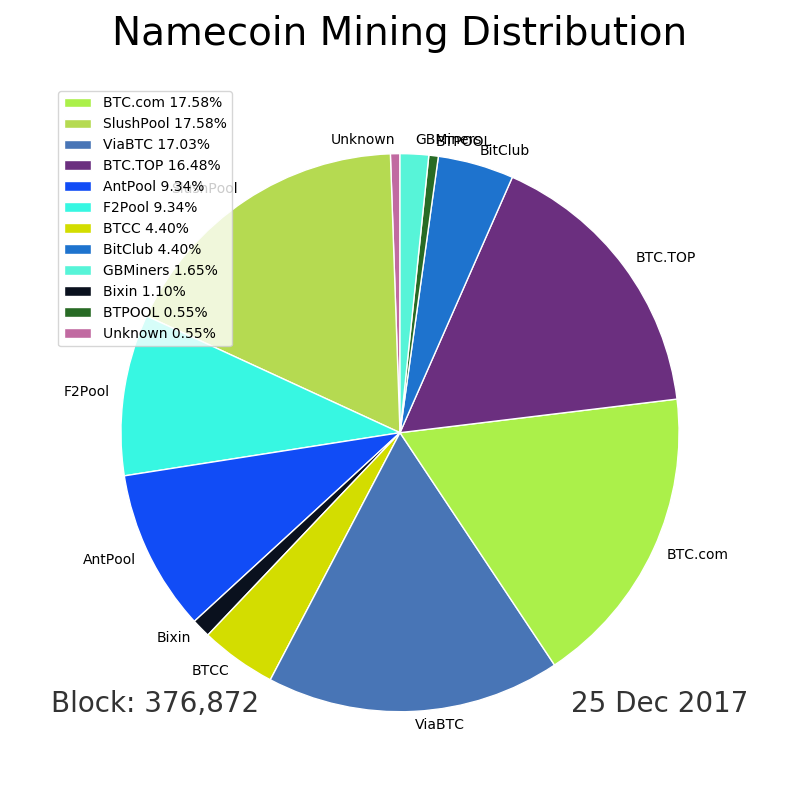 Namecoin Mining Distribution
BTC.com 17.58%
SlushPool 17.58%
ViaBTC 17.03%
BTC.TOP 16.48%
AntPool 9.34%
F2Pool 9.34%
BTCC 4.40%
BitClub 4.40%
GBMiners 1.65%
Bixin 1.10%
BTPOOL 0.55%
Unknown 0.55%
Unknown
GBMiners
BTPOOL
BitClub
SlushPool
BTC.TOP
F2Pool
BTC.com
AntPool
Bixin
BTCC
ViaBTC
Block: 376,872
25 Dec 2017